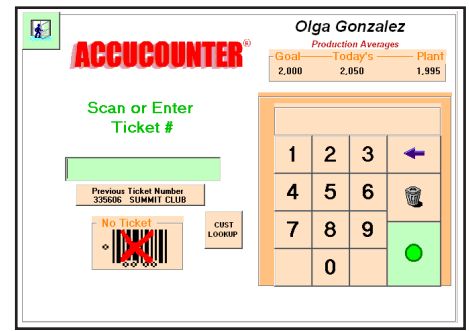 Olga Gonzalez
Production Averages
Goal Today's Plant
2,000 2,050 1,995
ACCUCOUNTER®
Scan or Enter
Ticket #
Previous Ticket Number
335606 SUMMIT CLUB
No Ticket
CUST
LOOKUP
1 2 3
4 5 6
7 8 9
0